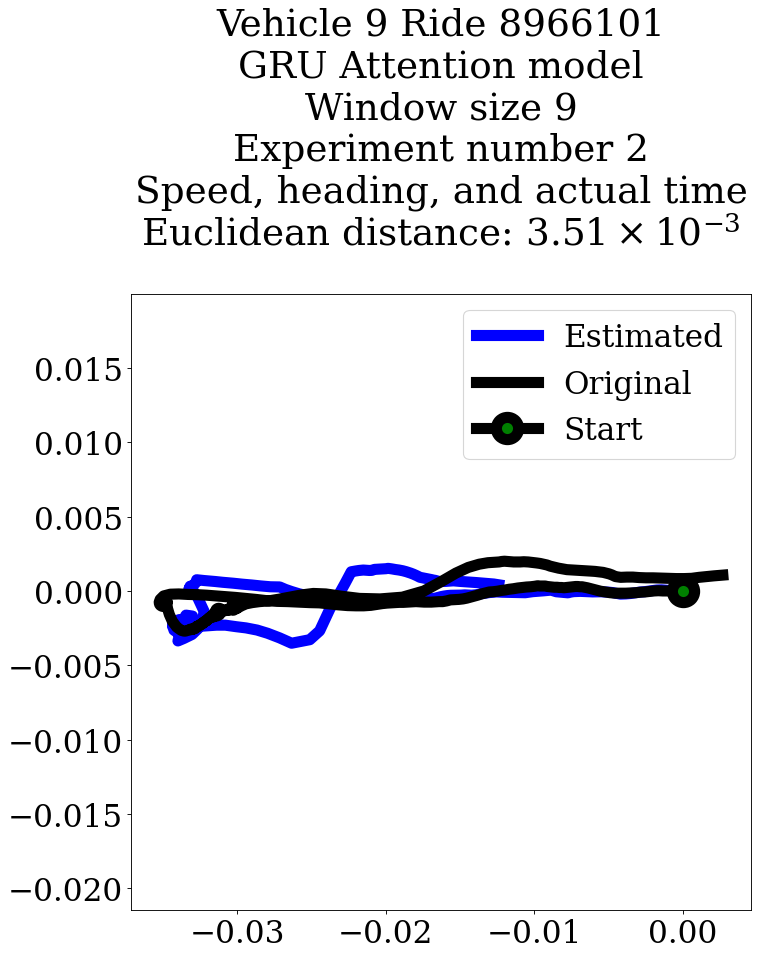 Vehicle 9 Ride 8966101
GRU Attention model
Window size 9
Experiment number 2
Speed, heading, and actual time
Euclidean distance: 3.51 × 10⁻³
Estimated
Original
Start
0.015
0.010
0.005
0.000
−0.005
−0.010
−0.015
−0.020
−0.03 −0.02 −0.01 0.00